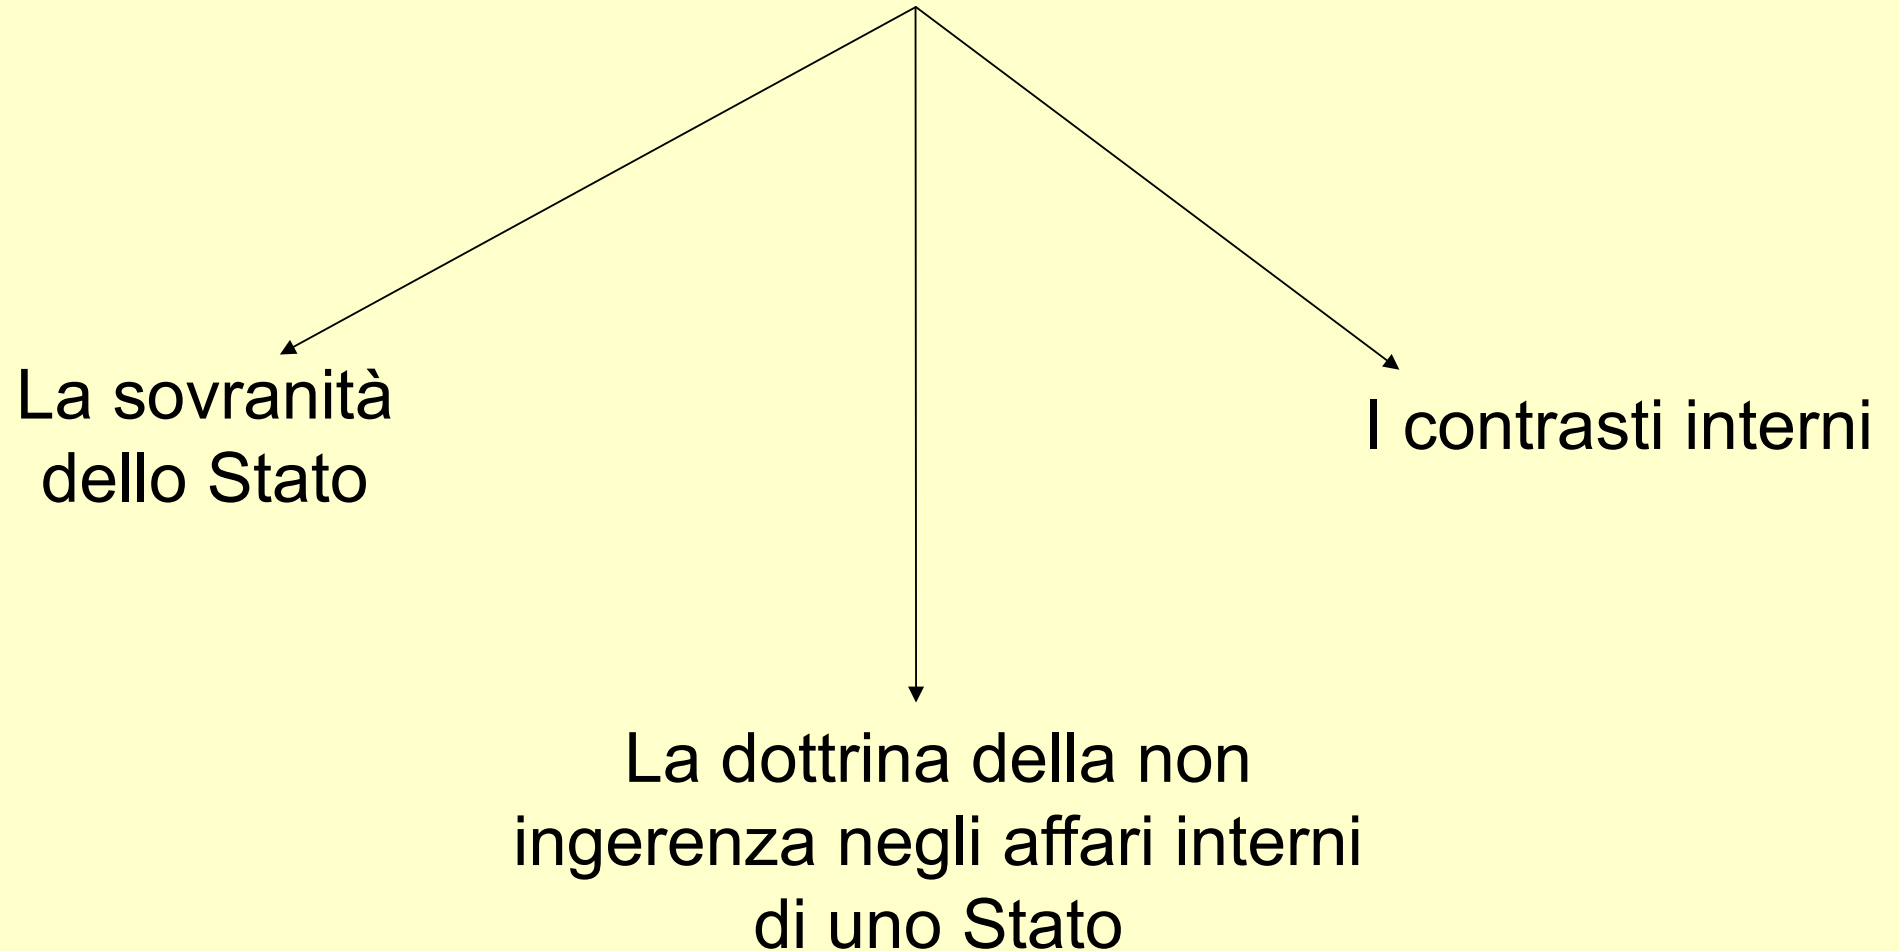 La sovranità
dello Stato
I contrasti interni
La dottrina della non
ingerenza negli affari interni
di uno Stato